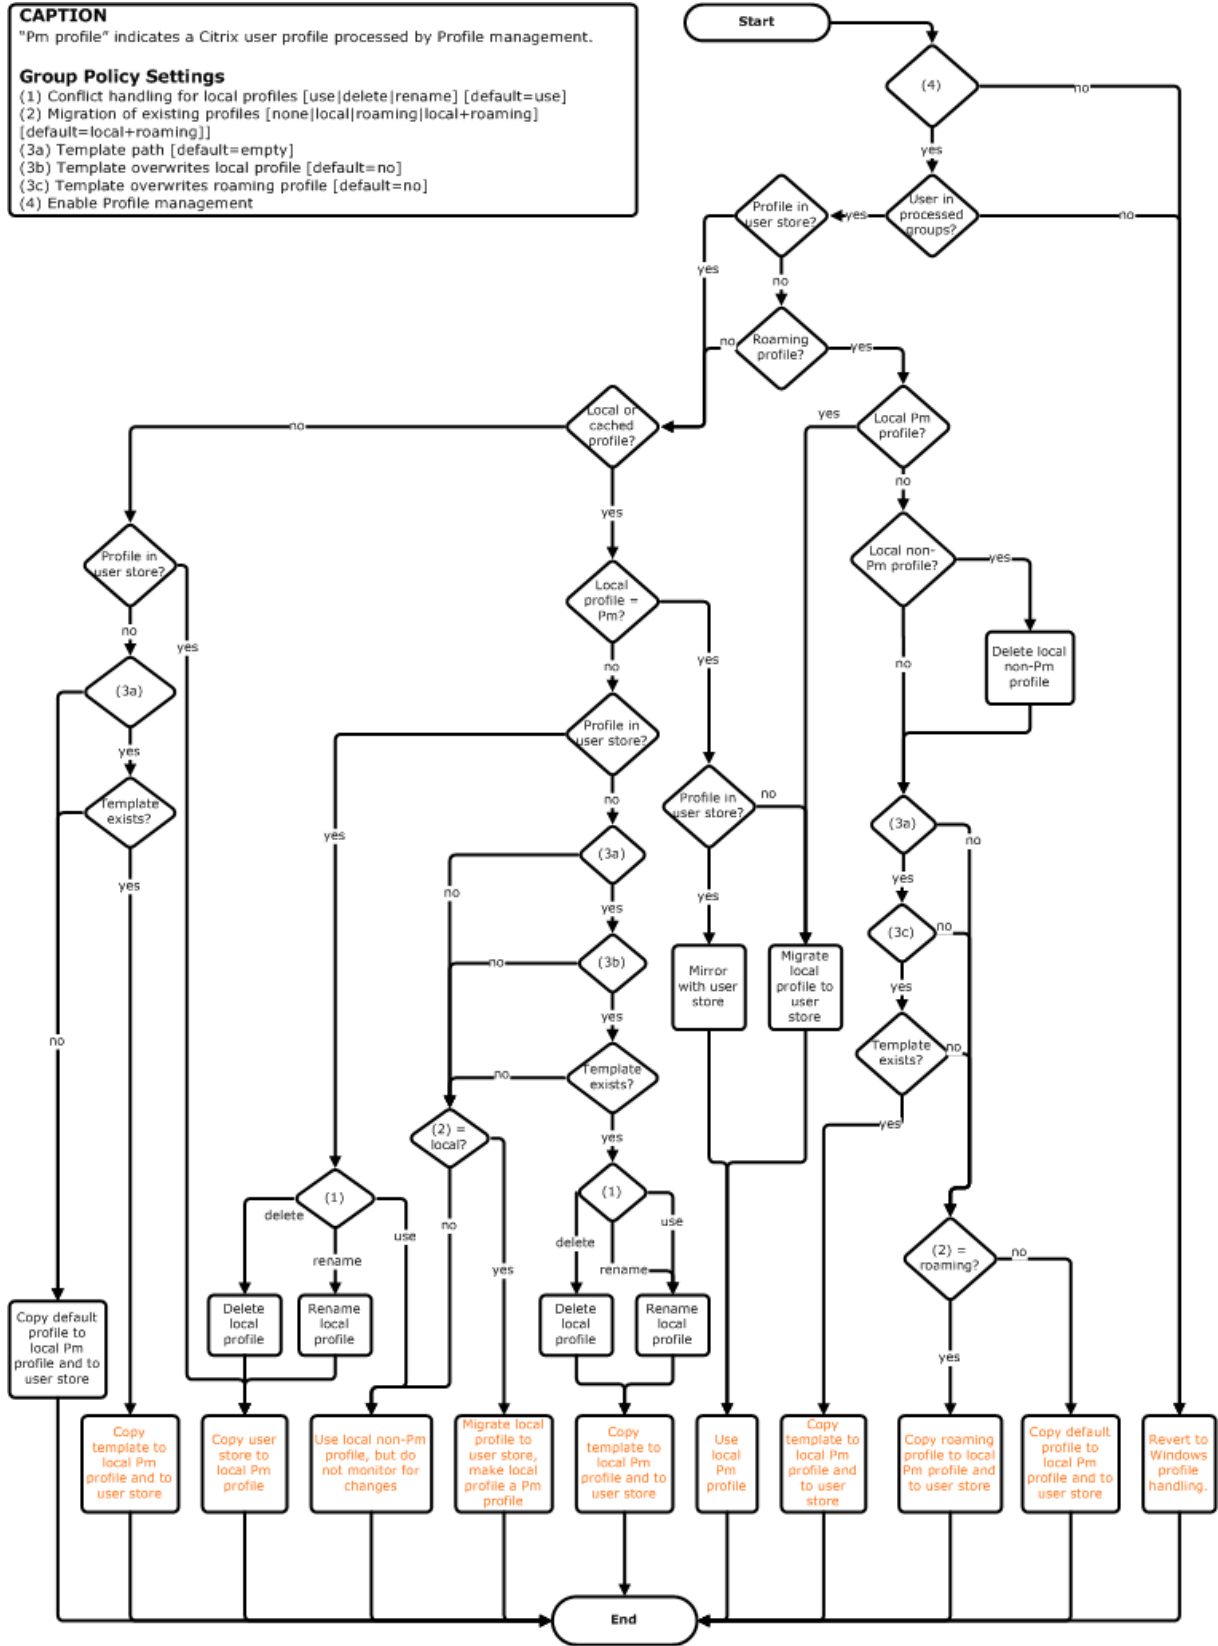 CAPTION
"Pm profile" indicates a Citrix user profile processed by Profile management.
Group Policy Settings
(1) Conflict handling for local profiles [use|delete|rename] [default=use]
(2) Migration of existing profiles [none|local|roaming|local+roaming]
[default=local+roaming]]
(3a) Template path [default=empty]
(3b) Template overwrites local profile [default=no]
(3c) Template overwrites roaming profile [default=no]
(4) Enable Profile management
Start
(4)
no
yes
User in
processed
groups?
no
yes
Profile in
user store?
yes
no
Roaming
profile?
no
yes
Local or
cached
profile?
no
yes
Local Pm
profile?
yes
no
Local non-
Pm profile?
yes
no
Delete local
non-Pm
profile
Profile in
user store?
no
yes
(3a)
yes
Template
exists?
yes
no
Local
profile =
Pm?
no
yes
Profile in
user store?
yes
no
Profile in
user store?
no
yes
(3a)
no
yes
(3b)
no
yes
Template
exists?
no
yes
Mirror
with user
store
Migrate
local
profile to
user
store
(3a)
no
yes
(3c)
no
yes
Template
exists?
no
yes
(2) =
local?
no
yes
(1)
delete
use
rename
(1)
delete
use
rename
(2) =
roaming?
no
yes
Copy default
profile to
local Pm
profile and to
user store
Delete
local
profile
Rename
local
profile
Delete
local
profile
Rename
local
profile
Copy
template to
local Pm
profile and to
user store
Copy user
store to
local Pm
profile
Use local non-Pm
profile, but do
not monitor for
changes
Migrate local
profile to
user store,
make local
profile a Pm
profile
Copy
template to
local Pm
profile and to
user store
Use
local
Pm
profile
Copy
template to
local Pm
profile and
to user
store
Copy roaming
profile to local
Pm profile and
to user store
Copy default
profile to
local Pm
profile and to
user store
Revert to
Windows
profile
handling.
End